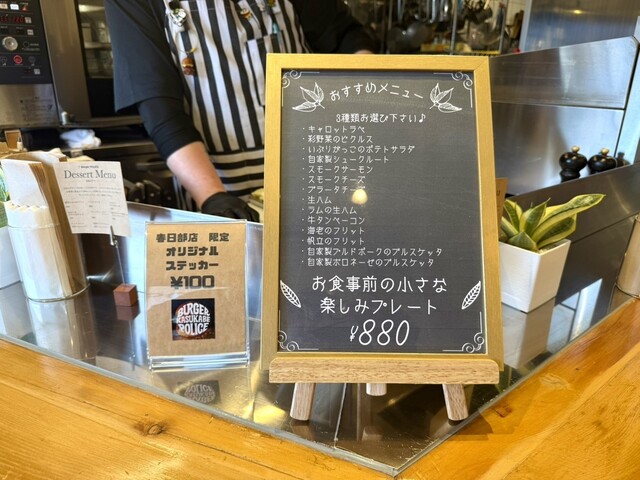 Dessert Menu
春日部店 限定
オリジナル
ステッカー
¥100
BURGER
KASUKABE
POLICE
おすすめメニュー
3種類お選び下さい♪
・キャロットラペ
・彩野菜のピクルス
・いぶりがっこのポテトサラダ
・自家製シュークルート
・スモークサーモン
・スモークチーズ
・アラータチーズ
・生ハム
・ラムの生ハム
・牛タンベーコン
・海老のフリット
・帆立のフリット
・自家製プルドポークのブルスケッタ
・自家製ボロネーゼのブルスケッタ
お食事前の小さな
楽しみプレート
¥880